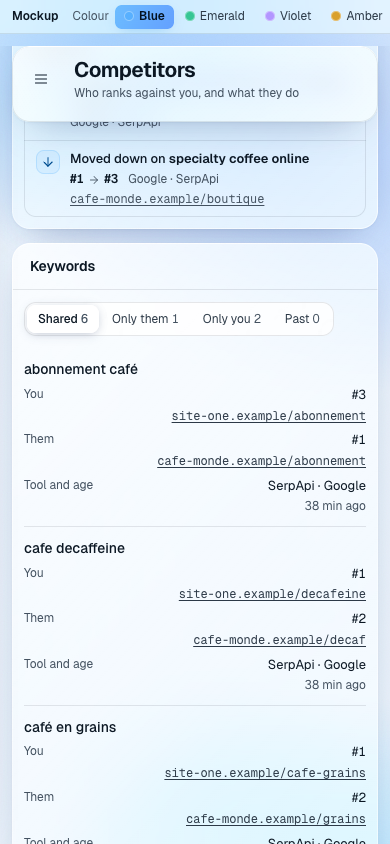 Mockup Colour Blue Emerald Violet Amber
Competitors
Who ranks against you, and what they do
Google · SerpApi
Moved down on specialty coffee online
#1 → #3 Google · SerpApi
cafe-monde.example/boutique
Keywords
Shared 6 Only them 1 Only you 2 Past 0
abonnement café
You #3
site-one.example/abonnement
Them #1
cafe-monde.example/abonnement
Tool and age SerpApi · Google
38 min ago
cafe decaffeine
You #1
site-one.example/decafeine
Them #2
cafe-monde.example/decaf
Tool and age SerpApi · Google
38 min ago
café en grains
You #1
site-one.example/cafe-grains
Them #2
cafe-monde.example/grains
Tool and age SerpApi · Google